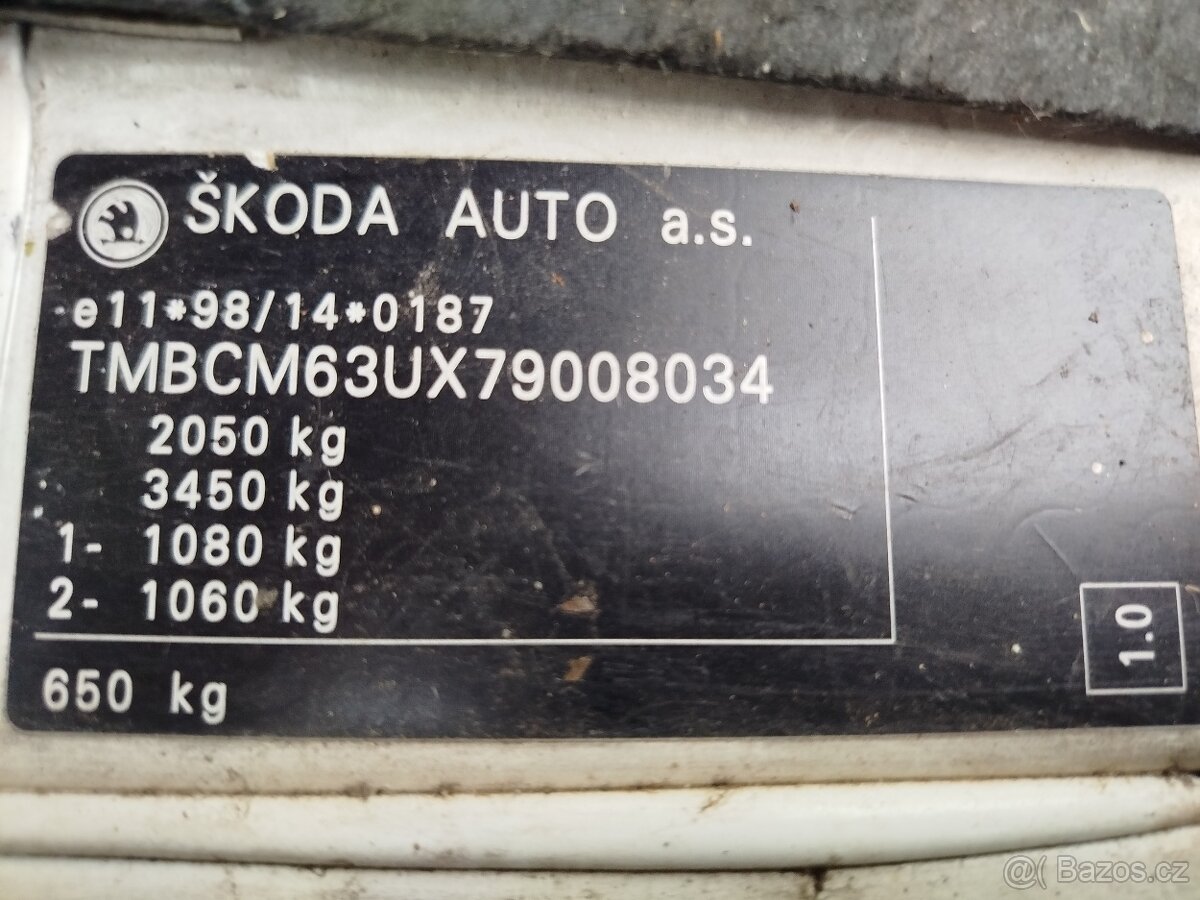 ŠKODA AUTO a.s.
e11*98/14*0187
TMBCM63UX79008034
2050 kg
3450 kg
1- 1080 kg
2- 1060 kg
650 kg
1.0
@( Bazos.cz